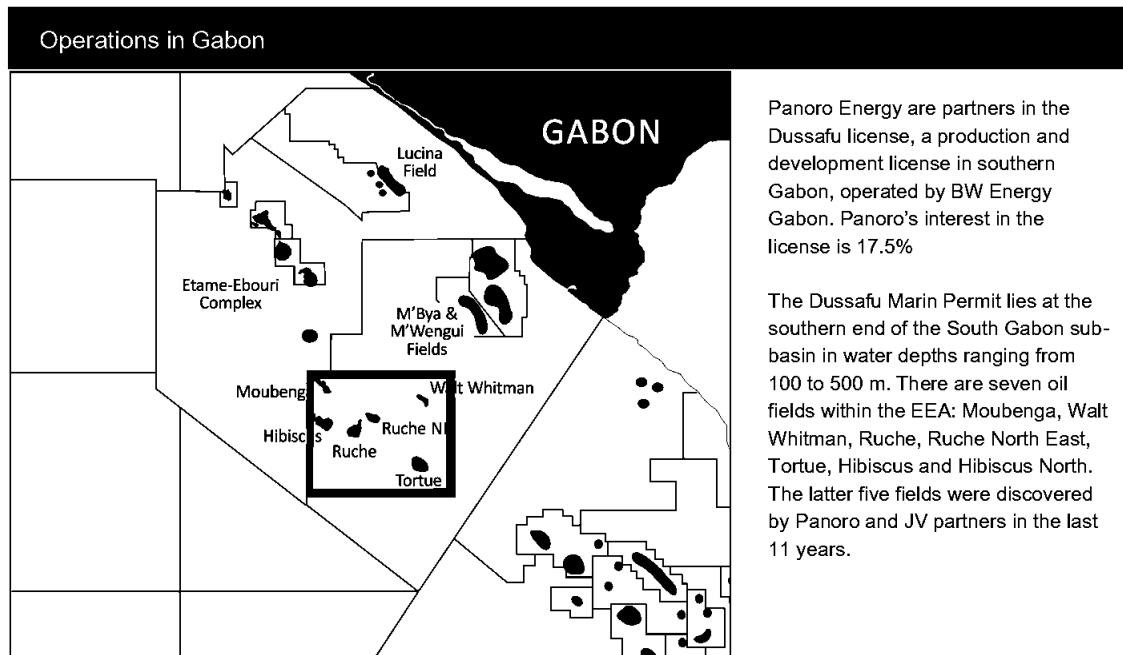 Operations in Gabon
GABON
Lucina
Field
Etame-Ebouri
Complex
M'Bya &
M'Wengui
Fields
Moubeng
Walt Whitman
Hibiscus
Ruche
Ruche NE
Tortue
Panoro Energy are partners in the
Dussafu license, a production and
development license in southern
Gabon, operated by BW Energy
Gabon. Panoro's interest in the
license is 17.5%
The Dussafu Marin Permit lies at the
southern end of the South Gabon sub-
basin in water depths ranging from
100 to 500 m. There are seven oil
fields within the EEA: Moubenga, Walt
Whitman, Ruche, Ruche North East,
Tortue, Hibiscus and Hibiscus North.
The latter five fields were discovered
by Panoro and JV partners in the last
11 years.